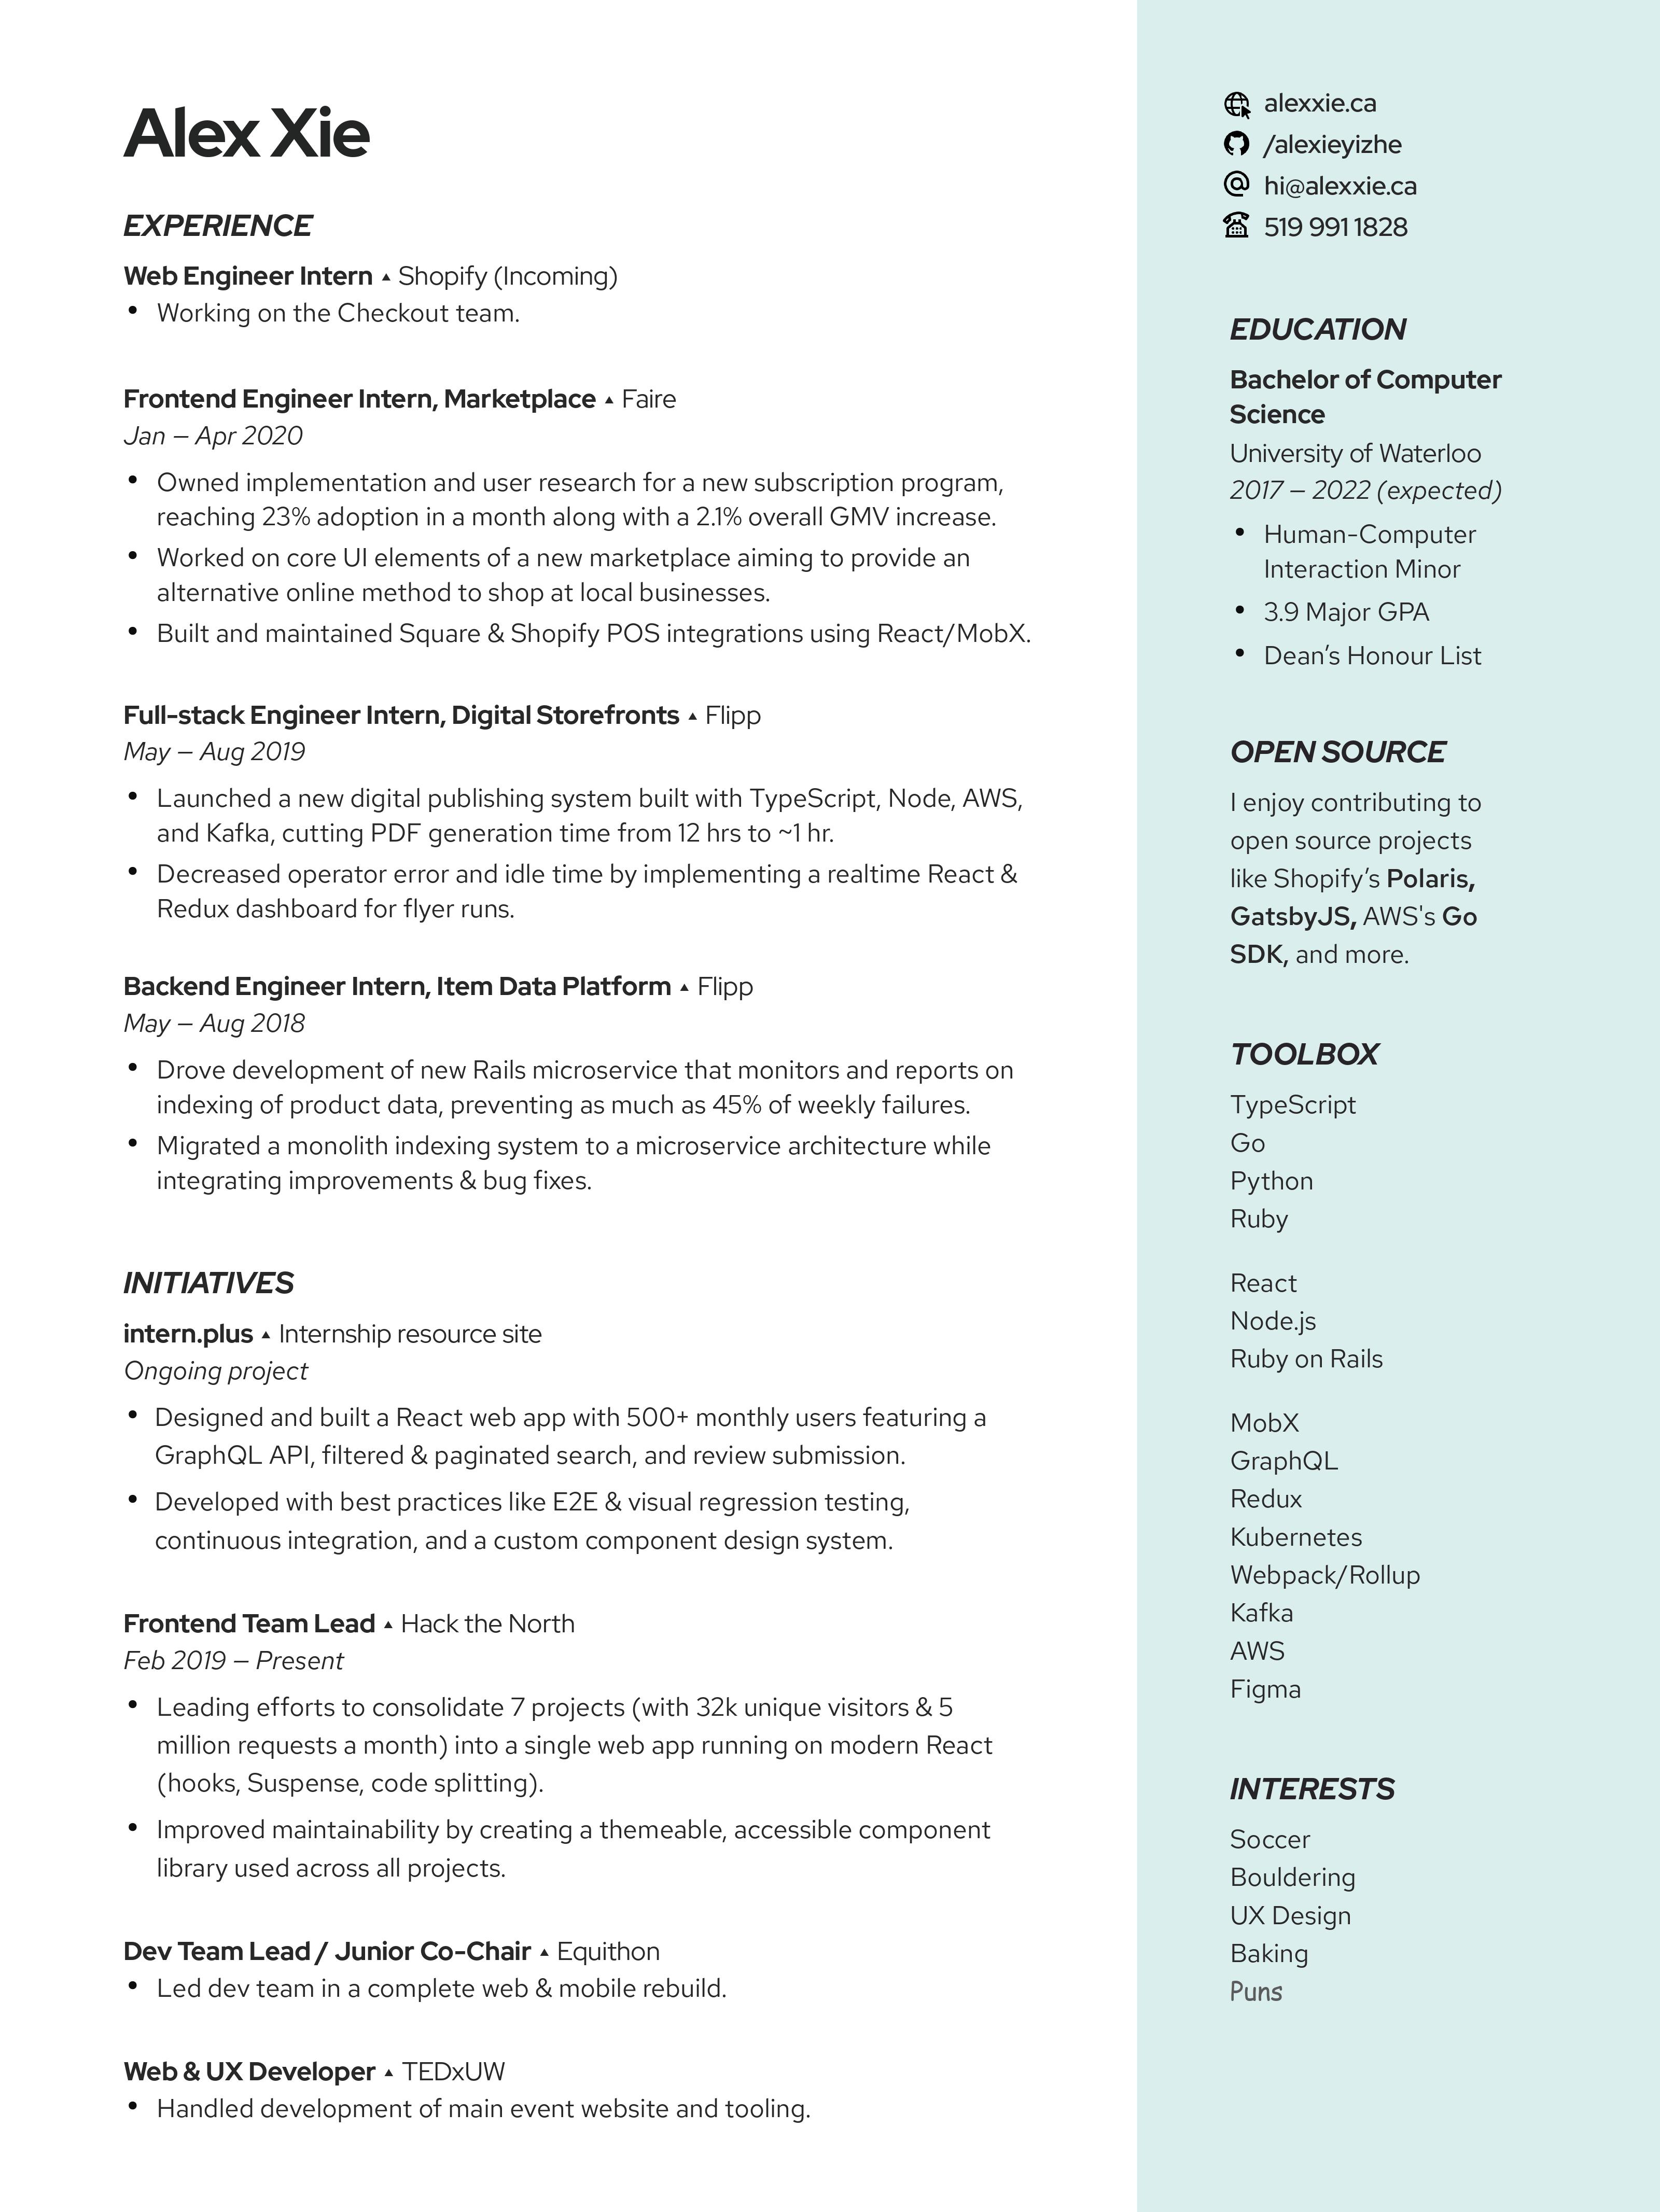 Alex Xie
EXPERIENCE
Web Engineer Intern ▲ Shopify (Incoming)
• Working on the Checkout team.
Frontend Engineer Intern, Marketplace ▲ Faire
Jan – Apr 2020
• Owned implementation and user research for a new subscription program,
reaching 23% adoption in a month along with a 2.1% overall GMV increase.
• Worked on core UI elements of a new marketplace aiming to provide an
alternative online method to shop at local businesses.
• Built and maintained Square & Shopify POS integrations using React/MobX.
Full-stack Engineer Intern, Digital Storefronts ▲ Flipp
May – Aug 2019
• Launched a new digital publishing system built with TypeScript, Node, AWS,
and Kafka, cutting PDF generation time from 12 hrs to ~1 hr.
• Decreased operator error and idle time by implementing a realtime React &
Redux dashboard for flyer runs.
Backend Engineer Intern, Item Data Platform ▲ Flipp
May – Aug 2018
• Drove development of new Rails microservice that monitors and reports on
indexing of product data, preventing as much as 45% of weekly failures.
• Migrated a monolith indexing system to a microservice architecture while
integrating improvements & bug fixes.
INITIATIVES
intern.plus ▲ Internship resource site
Ongoing project
• Designed and built a React web app with 500+ monthly users featuring a
GraphQL API, filtered & paginated search, and review submission.
• Developed with best practices like E2E & visual regression testing,
continuous integration, and a custom component design system.
Frontend Team Lead ▲ Hack the North
Feb 2019 – Present
• Leading efforts to consolidate 7 projects (with 32k unique visitors & 5
million requests a month) into a single web app running on modern React
(hooks, Suspense, code splitting).
• Improved maintainability by creating a themeable, accessible component
library used across all projects.
Dev Team Lead / Junior Co-Chair ▲ Equithon
• Led dev team in a complete web & mobile rebuild.
Web & UX Developer ▲ TEDxUW
• Handled development of main event website and tooling.
alexxie.ca
/alexieyizhe
hi@alexxie.ca
519 991 1828
EDUCATION
Bachelor of Computer
Science
University of Waterloo
2017 – 2022 (expected)
• Human-Computer
Interaction Minor
• 3.9 Major GPA
• Dean’s Honour List
OPEN SOURCE
I enjoy contributing to
open source projects
like Shopify’s Polaris,
GatsbyJS, AWS's Go
SDK, and more.
TOOLBOX
TypeScript
Go
Python
Ruby
React
Node.js
Ruby on Rails
MobX
GraphQL
Redux
Kubernetes
Webpack/Rollup
Kafka
AWS
Figma
INTERESTS
Soccer
Bouldering
UX Design
Baking
Puns